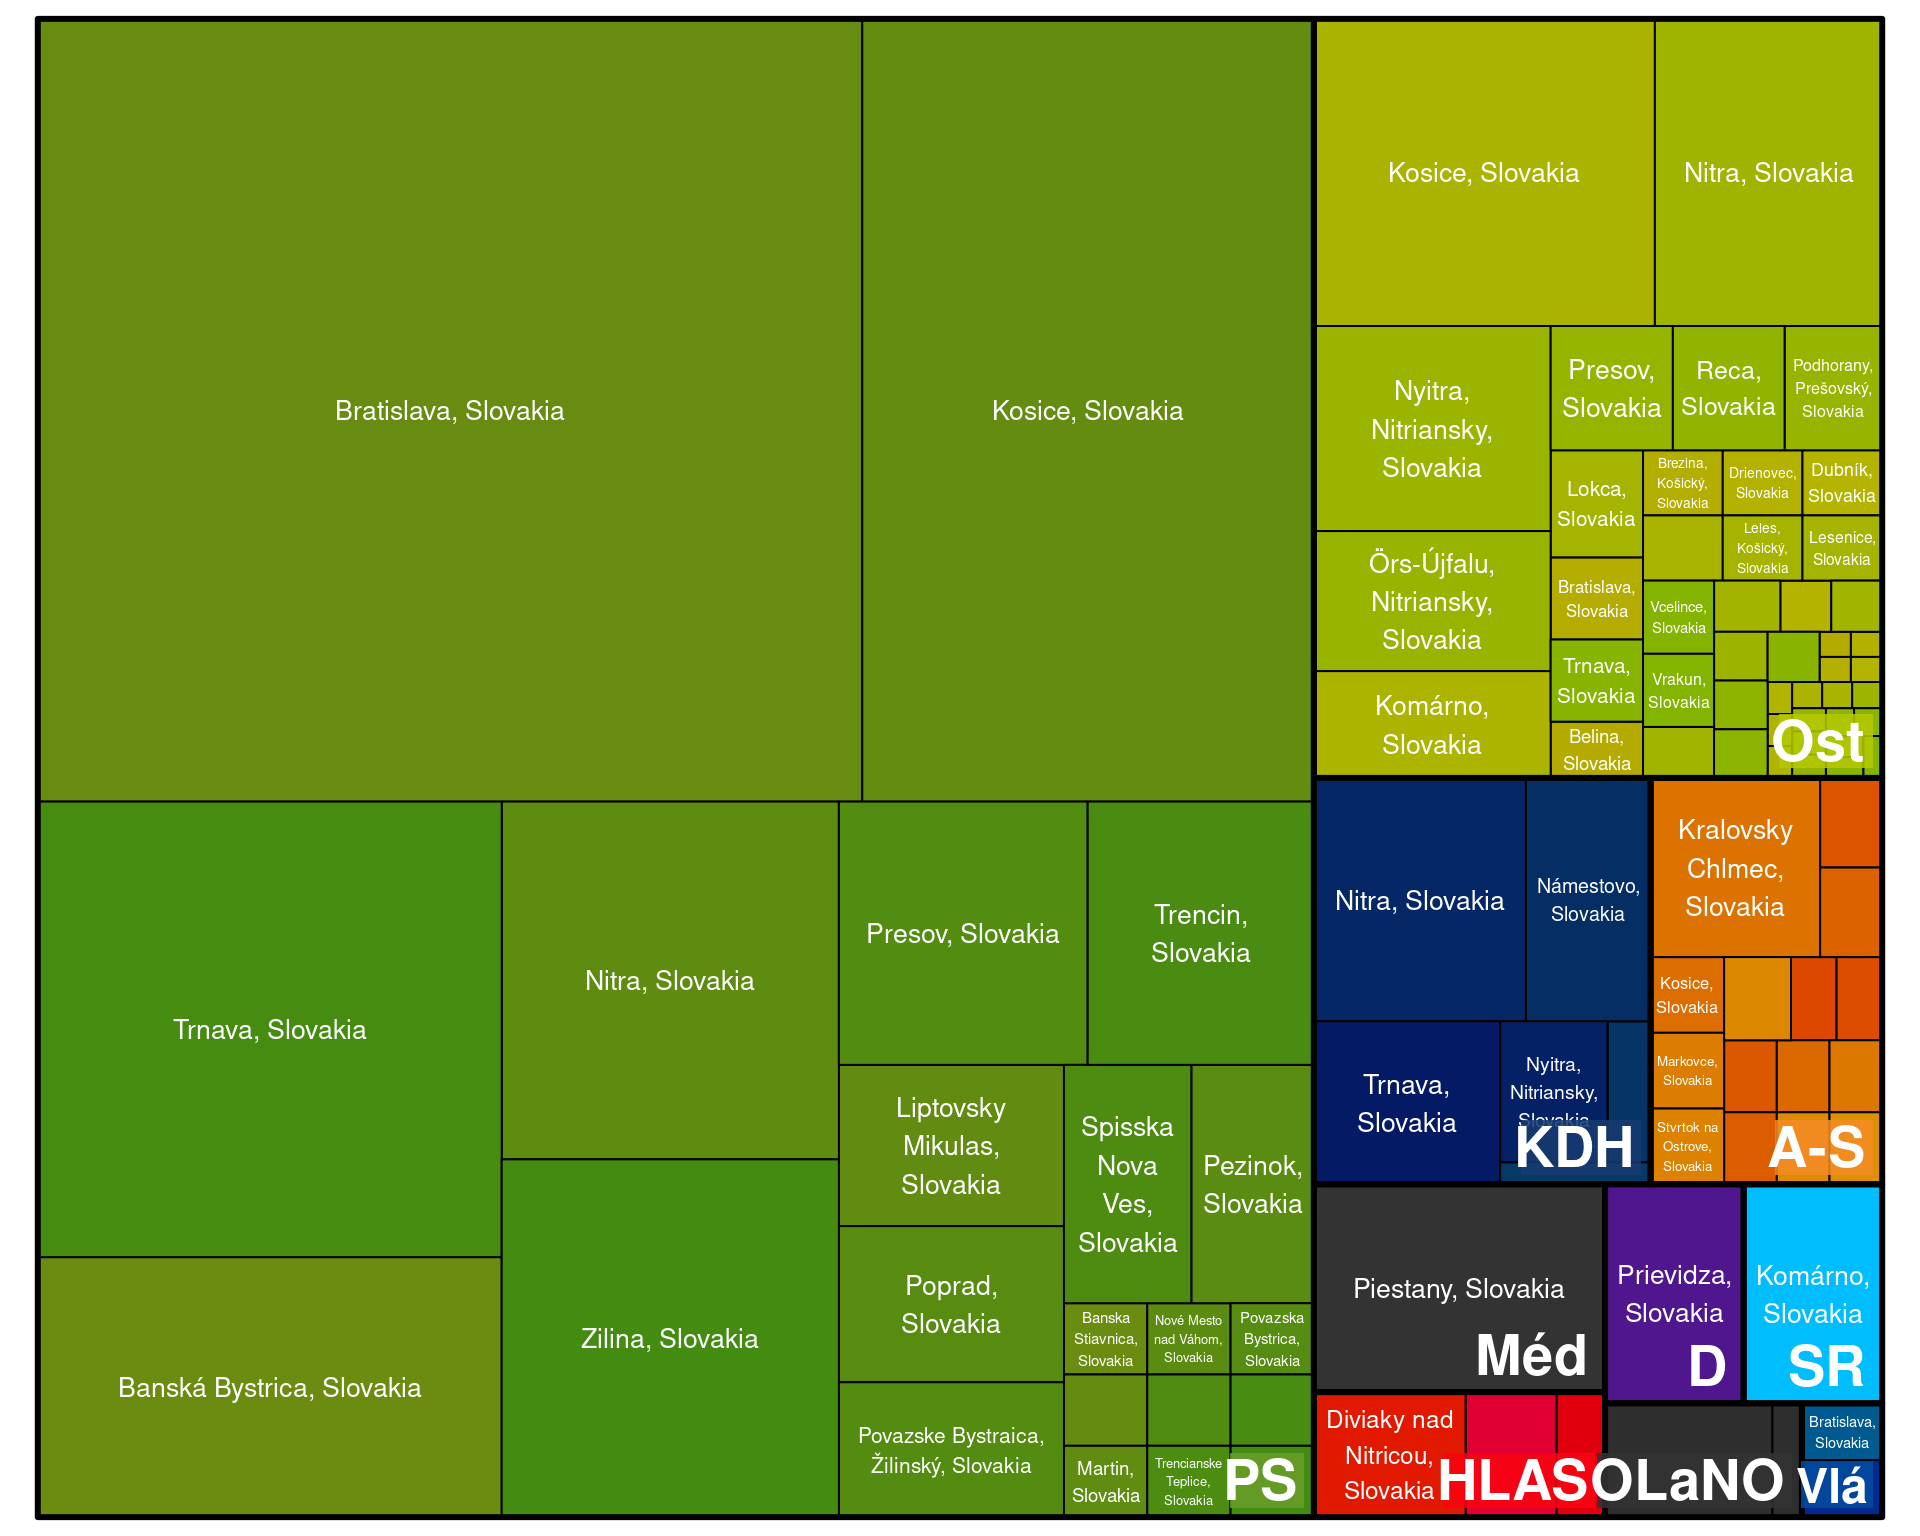 Bratislava, Slovakia
Kosice, Slovakia
Trnava, Slovakia
Banská Bystrica, Slovakia
Nitra, Slovakia
Zilina, Slovakia
Presov, Slovakia
Trencin,
Slovakia
Liptovsky
Mikulas,
Slovakia
Poprad,
Slovakia
Povazske Bystraica,
Žilinský, Slovakia
Spisska
Nova
Ves,
Slovakia
Pezinok,
Slovakia
Banska
Stiavnica,
Slovakia
Nové Mesto
nad Váhom,
Slovakia
Povazska
Bystrica,
Slovakia
Martin,
Slovakia
Trencianske
Teplice,
Slovakia
PS
Kosice, Slovakia
Nitra, Slovakia
Nyitra,
Nitriansky,
Slovakia
Örs-Újfalu,
Nitriansky,
Slovakia
Komárno,
Slovakia
Presov,
Slovakia
Reca,
Slovakia
Podhorany,
Prešovský,
Slovakia
Lokca,
Slovakia
Bratislava,
Slovakia
Trnava,
Slovakia
Belina,
Slovakia
Brezina,
Košický,
Slovakia
Drienovec,
Slovakia
Dubník,
Slovakia
Leles,
Košický,
Slovakia
Lesenice,
Slovakia
Vcelince,
Slovakia
Vrakun,
Slovakia
Ost
Nitra, Slovakia
Námestovo,
Slovakia
Trnava,
Slovakia
Nyitra,
Nitriansky,
Slovakia
KDH
Kralovsky
Chlmec,
Slovakia
Kosice,
Slovakia
Markovce,
Slovakia
Stvrtok na
Ostrove,
Slovakia
A-S
Piestany, Slovakia
Méd
Prievidza,
Slovakia
D
Komárno,
Slovakia
SR
Diviaky nad
Nitricou,
Slovakia
HLASOLaNO
Bratislava,
Slovakia
Vlá